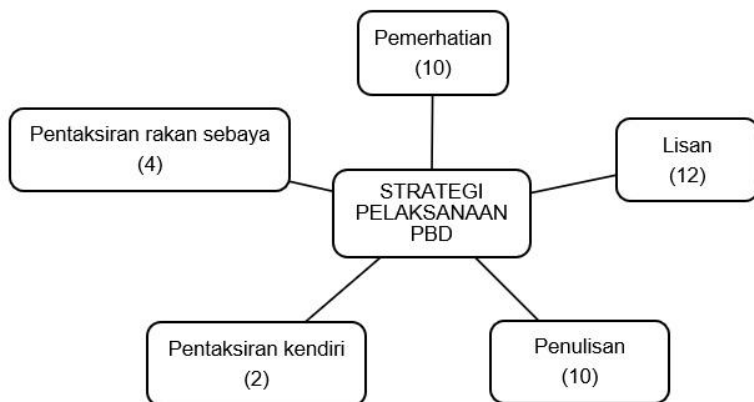 Pemerhatian
(10)
Pentaksiran rakan sebaya
(4)
Lisan
(12)
STRATEGI
PELAKSANAAN
PBD
Pentaksiran kendiri
(2)
Penulisan
(10)